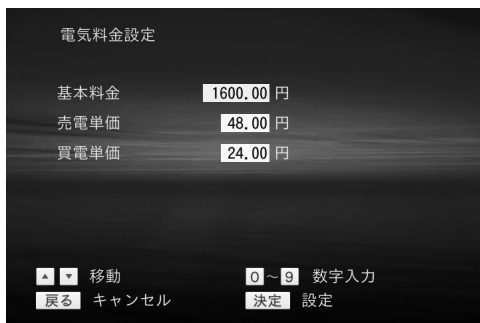 電気料金設定
基本料金 1600.00 円
売電単価 48.00 円
買電単価 24.00 円
▲ ▼ 移動 0 ~ 9 数字入力
戻る キャンセル 決定 設定